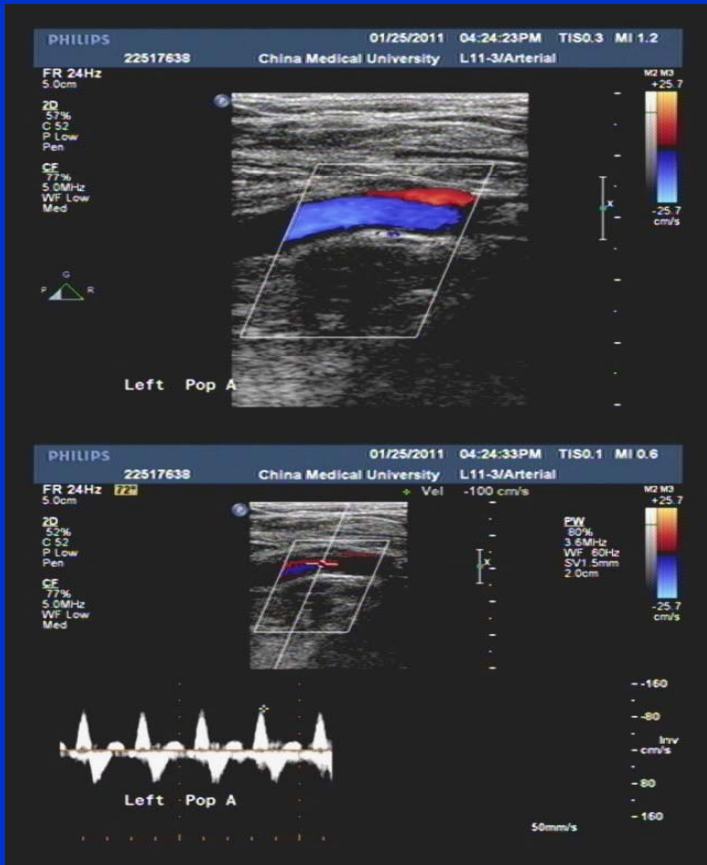 PHILIPS 01/25/2011 04:24:23PM TIS0.3 MI 1.2
22517638 China Medical University L11-3/Arterial
FR 24Hz
5.0cm
M2 M3
+25.7
2D
57%
C 52
P Low
Pen
CF
77%
5.0MHz
WF Low
Med
x
-25.7
cm/s
G
P R
Left Pop A
PHILIPS 01/25/2011 04:24:33PM TIS0.1 MI 0.6
22517638 China Medical University L11-3/Arterial
FR 24Hz 72°
5.0cm
Vel -100 cm/s
M2 M3
+25.7
2D
52%
C 52
P Low
Pen
CF
77%
5.0MHz
WF Low
Med
x
PW
80%
3.6MHz
WF 60Hz
SV1.5mm
2.0cm
-25.7
cm/s
-160
-80
Inv
cm/s
80
160
Left Pop A
50mm/s